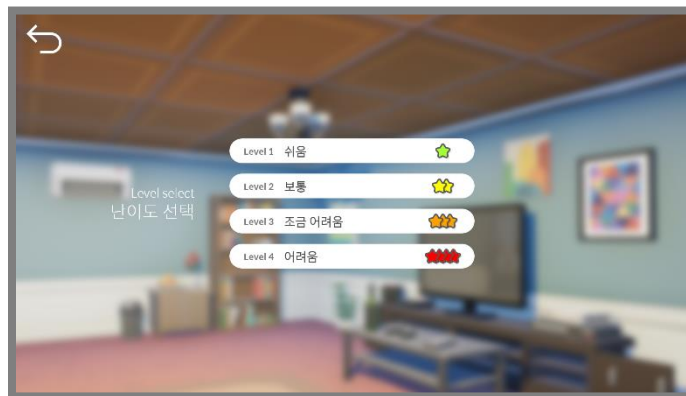 Level select
난이도 선택
Level 1 쉬움
Level 2 보통
Level 3 조금 어려움
Level 4 어려움